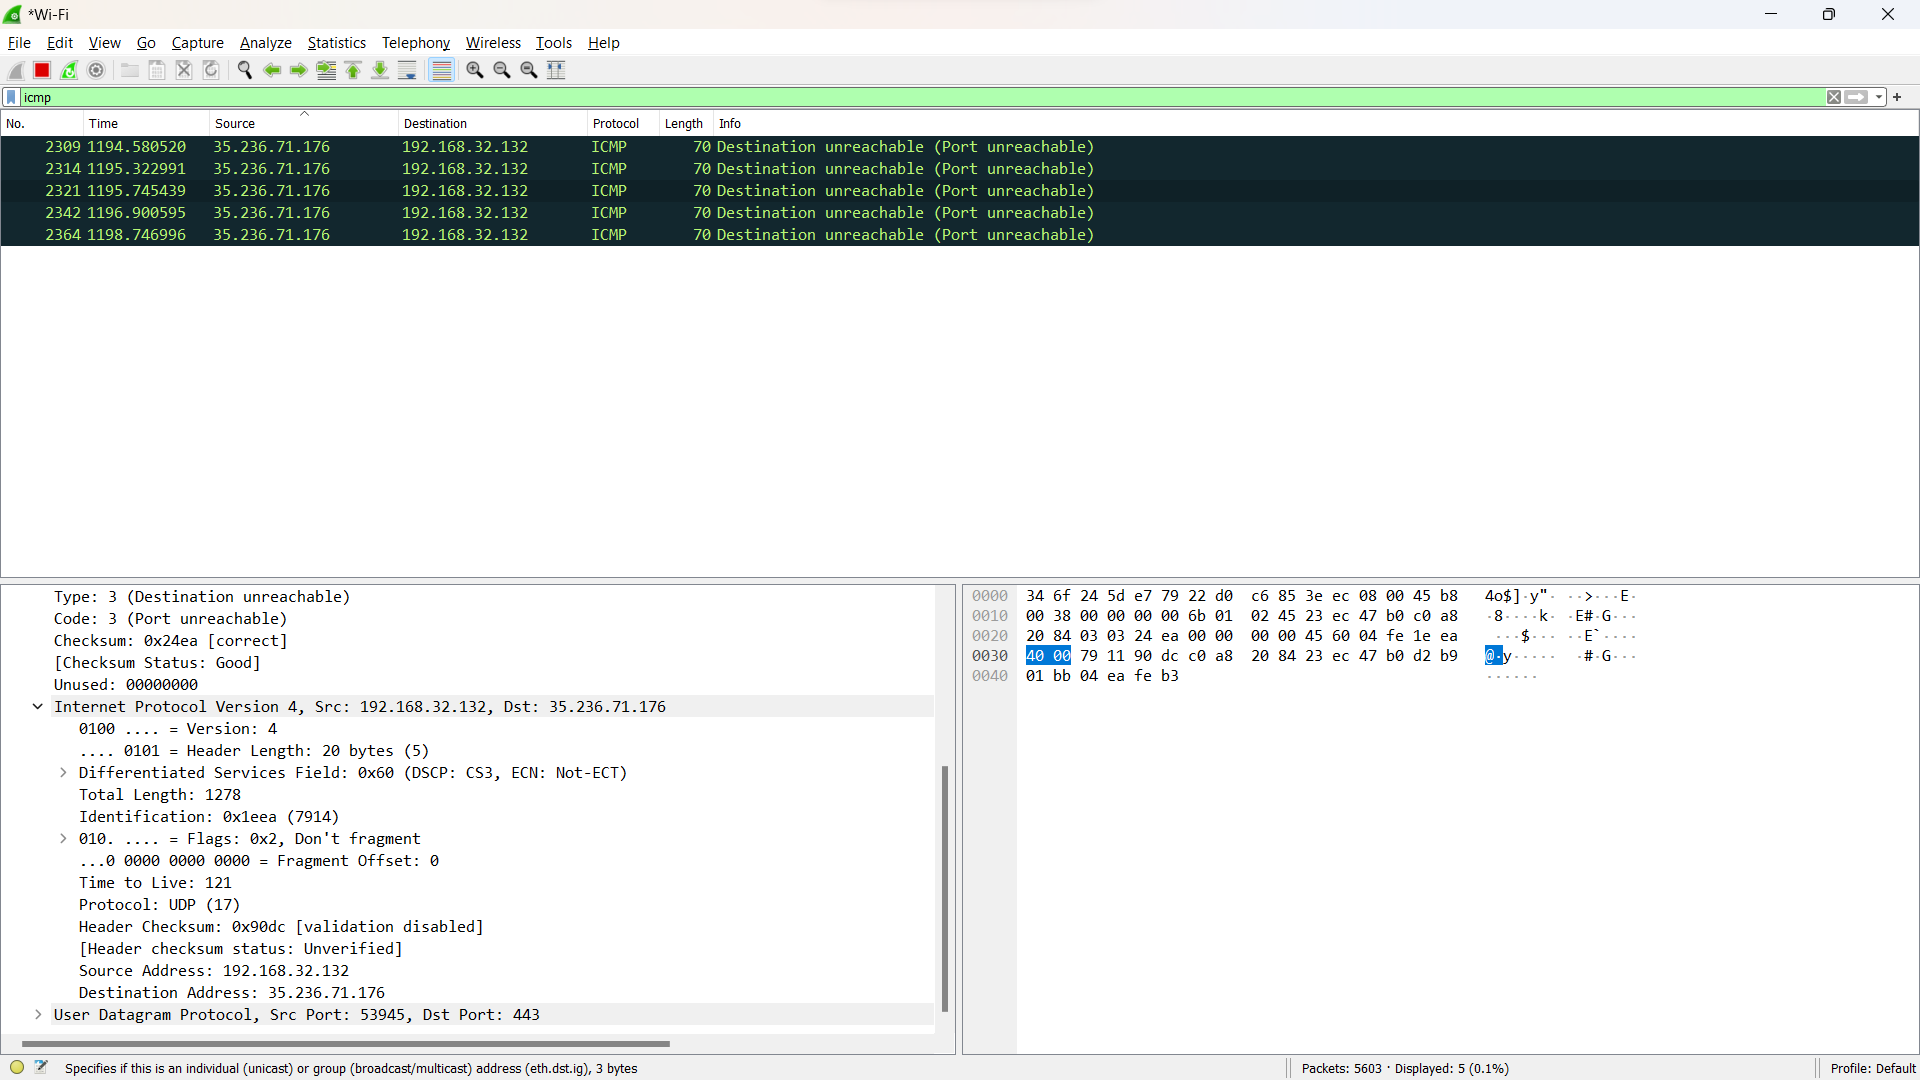 *Wi-Fi
File Edit View Go Capture Analyze Statistics Telephony Wireless Tools Help
icmp
No. Time Source Destination Protocol Length Info
2309 1194.580520 35.236.71.176 192.168.32.132 ICMP 70 Destination unreachable (Port unreachable)
2314 1195.322991 35.236.71.176 192.168.32.132 ICMP 70 Destination unreachable (Port unreachable)
2321 1195.745439 35.236.71.176 192.168.32.132 ICMP 70 Destination unreachable (Port unreachable)
2342 1196.900595 35.236.71.176 192.168.32.132 ICMP 70 Destination unreachable (Port unreachable)
2364 1198.746996 35.236.71.176 192.168.32.132 ICMP 70 Destination unreachable (Port unreachable)
Type: 3 (Destination unreachable)
Code: 3 (Port unreachable)
Checksum: 0x24ea [correct]
[Checksum Status: Good]
Unused: 00000000
Internet Protocol Version 4, Src: 192.168.32.132, Dst: 35.236.71.176
0100 .... = Version: 4
.... 0101 = Header Length: 20 bytes (5)
Differentiated Services Field: 0x60 (DSCP: CS3, ECN: Not-ECT)
Total Length: 1278
Identification: 0x1eea (7914)
010. .... = Flags: 0x2, Don't fragment
...0 0000 0000 0000 = Fragment Offset: 0
Time to Live: 121
Protocol: UDP (17)
Header Checksum: 0x90dc [validation disabled]
[Header checksum status: Unverified]
Source Address: 192.168.32.132
Destination Address: 35.236.71.176
User Datagram Protocol, Src Port: 53945, Dst Port: 443
0000 34 6f 24 5d e7 79 22 d0 c6 85 3e ec 08 00 45 b8 4o$]·y"· ··>···E·
0010 00 38 00 00 00 00 6b 01 02 45 23 ec 47 b0 c0 a8 ·8····k· ·E#·G···
0020 20 84 03 03 24 ea 00 00 00 00 45 60 04 fe 1e ea ···$··· ··E`····
0030 40 00 79 11 90 dc c0 a8 20 84 23 ec 47 b0 d2 b9 @·y····· ·#·G···
0040 01 bb 04 ea fe b3 ······
Specifies if this is an individual (unicast) or group (broadcast/multicast) address (eth.dst.ig), 3 bytes
Packets: 5603 · Displayed: 5 (0.1%)
Profile: Default